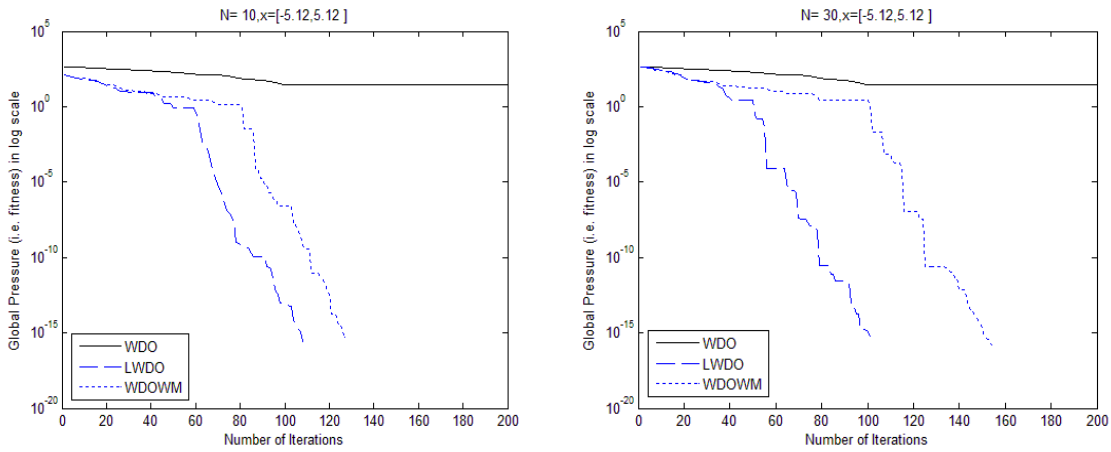 N= 10,x=[-5.12,5.12 ]
Global Pressure (i.e. fitness) in log scale
10^5
10^0
10^-5
10^-10
10^-15
10^-20
WDO
LWDO
WDOWM
0 20 40 60 80 100 120 140 160 180 200
Number of Iterations
N= 30,x=[-5.12,5.12 ]
Global Pressure (i.e. fitness) in log scale
10^5
10^0
10^-5
10^-10
10^-15
10^-20
WDO
LWDO
WDOWM
0 20 40 60 80 100 120 140 160 180 200
Number of Iterations